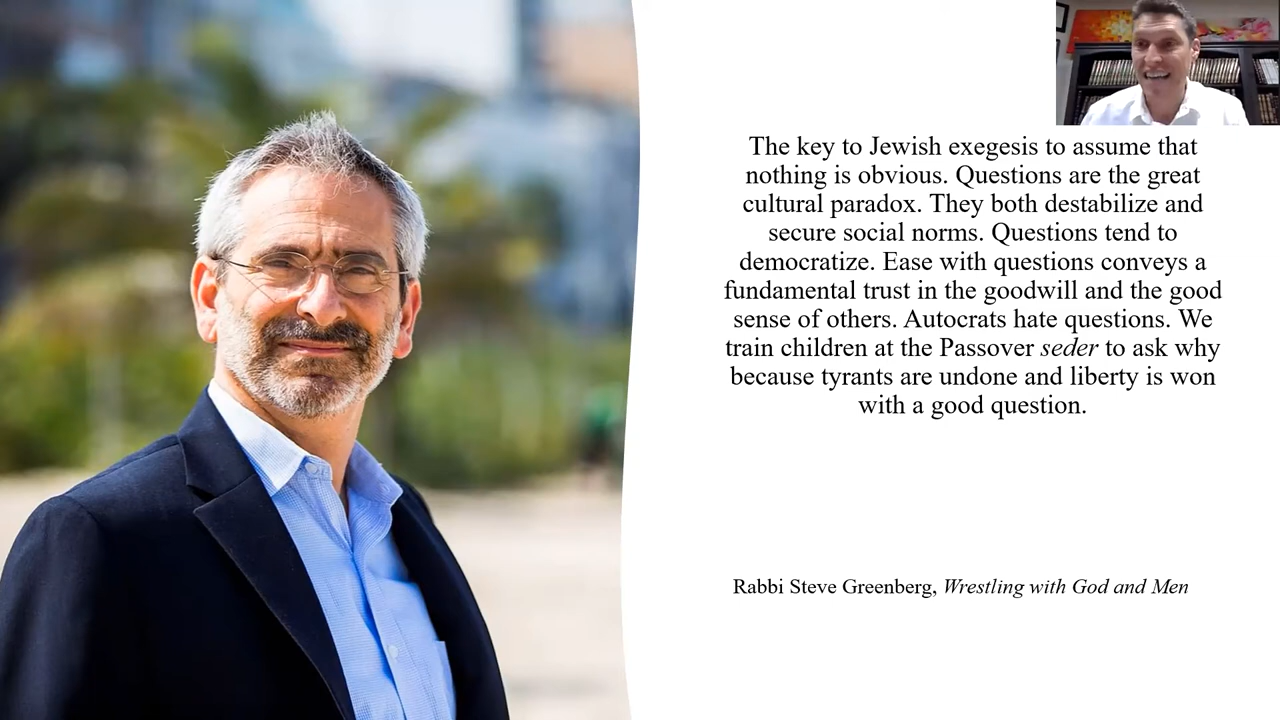 The key to Jewish exegesis to assume that
nothing is obvious. Questions are the great
cultural paradox. They both destabilize and
secure social norms. Questions tend to
democratize. Ease with questions conveys a
fundamental trust in the goodwill and the good
sense of others. Autocrats hate questions. We
train children at the Passover seder to ask why
because tyrants are undone and liberty is won
with a good question.
Rabbi Steve Greenberg, Wrestling with God and Men